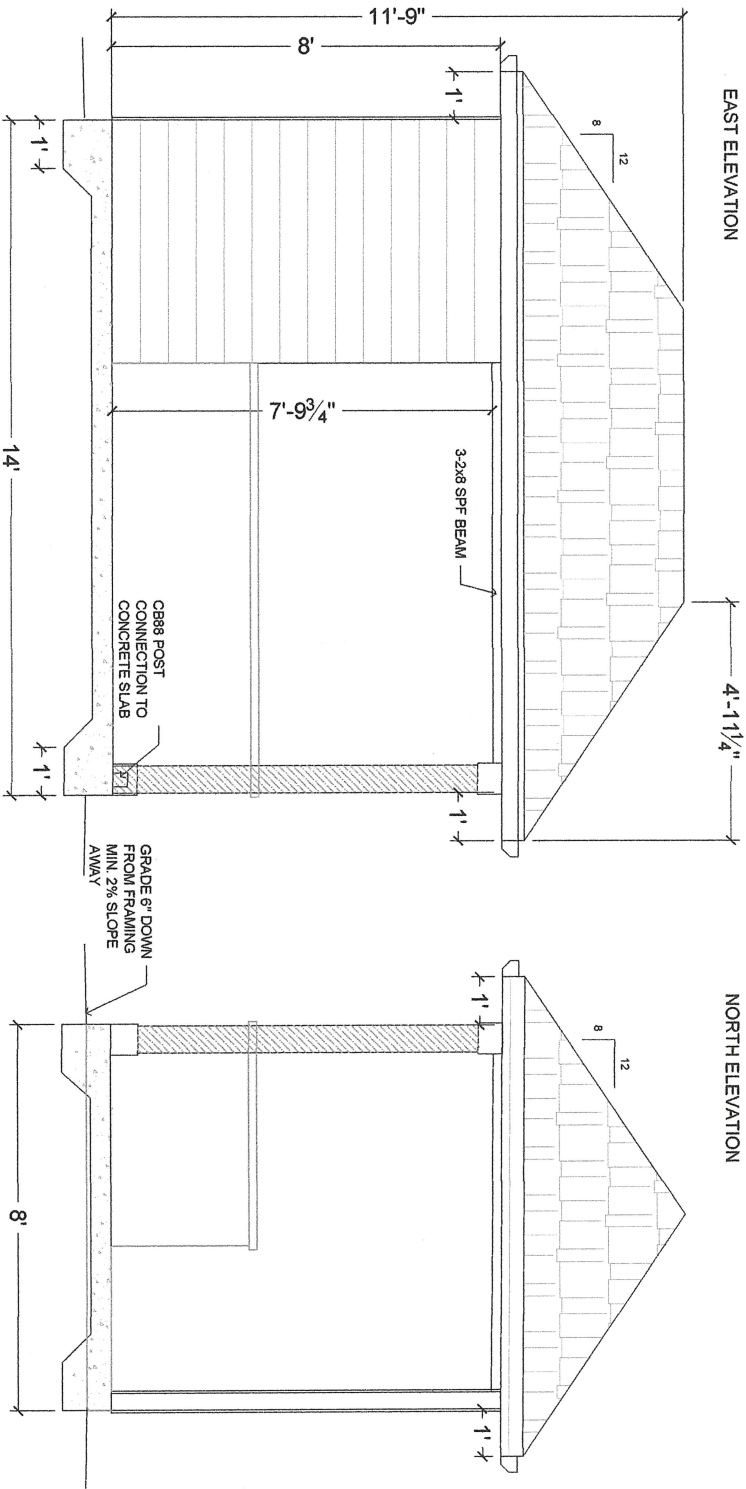 EAST ELEVATION
11'-9"
8'
1'
8
12
1'
14'
7'-9¾"
3-2x8 SPF BEAM
CB88 POST
CONNECTION TO
CONCRETE SLAB
4'-11¼"
1'
1'
GRADE 6" DOWN
FROM FRAMING
MIN. 2% SLOPE
AWAY
NORTH ELEVATION
1'
8
12
8'
1'